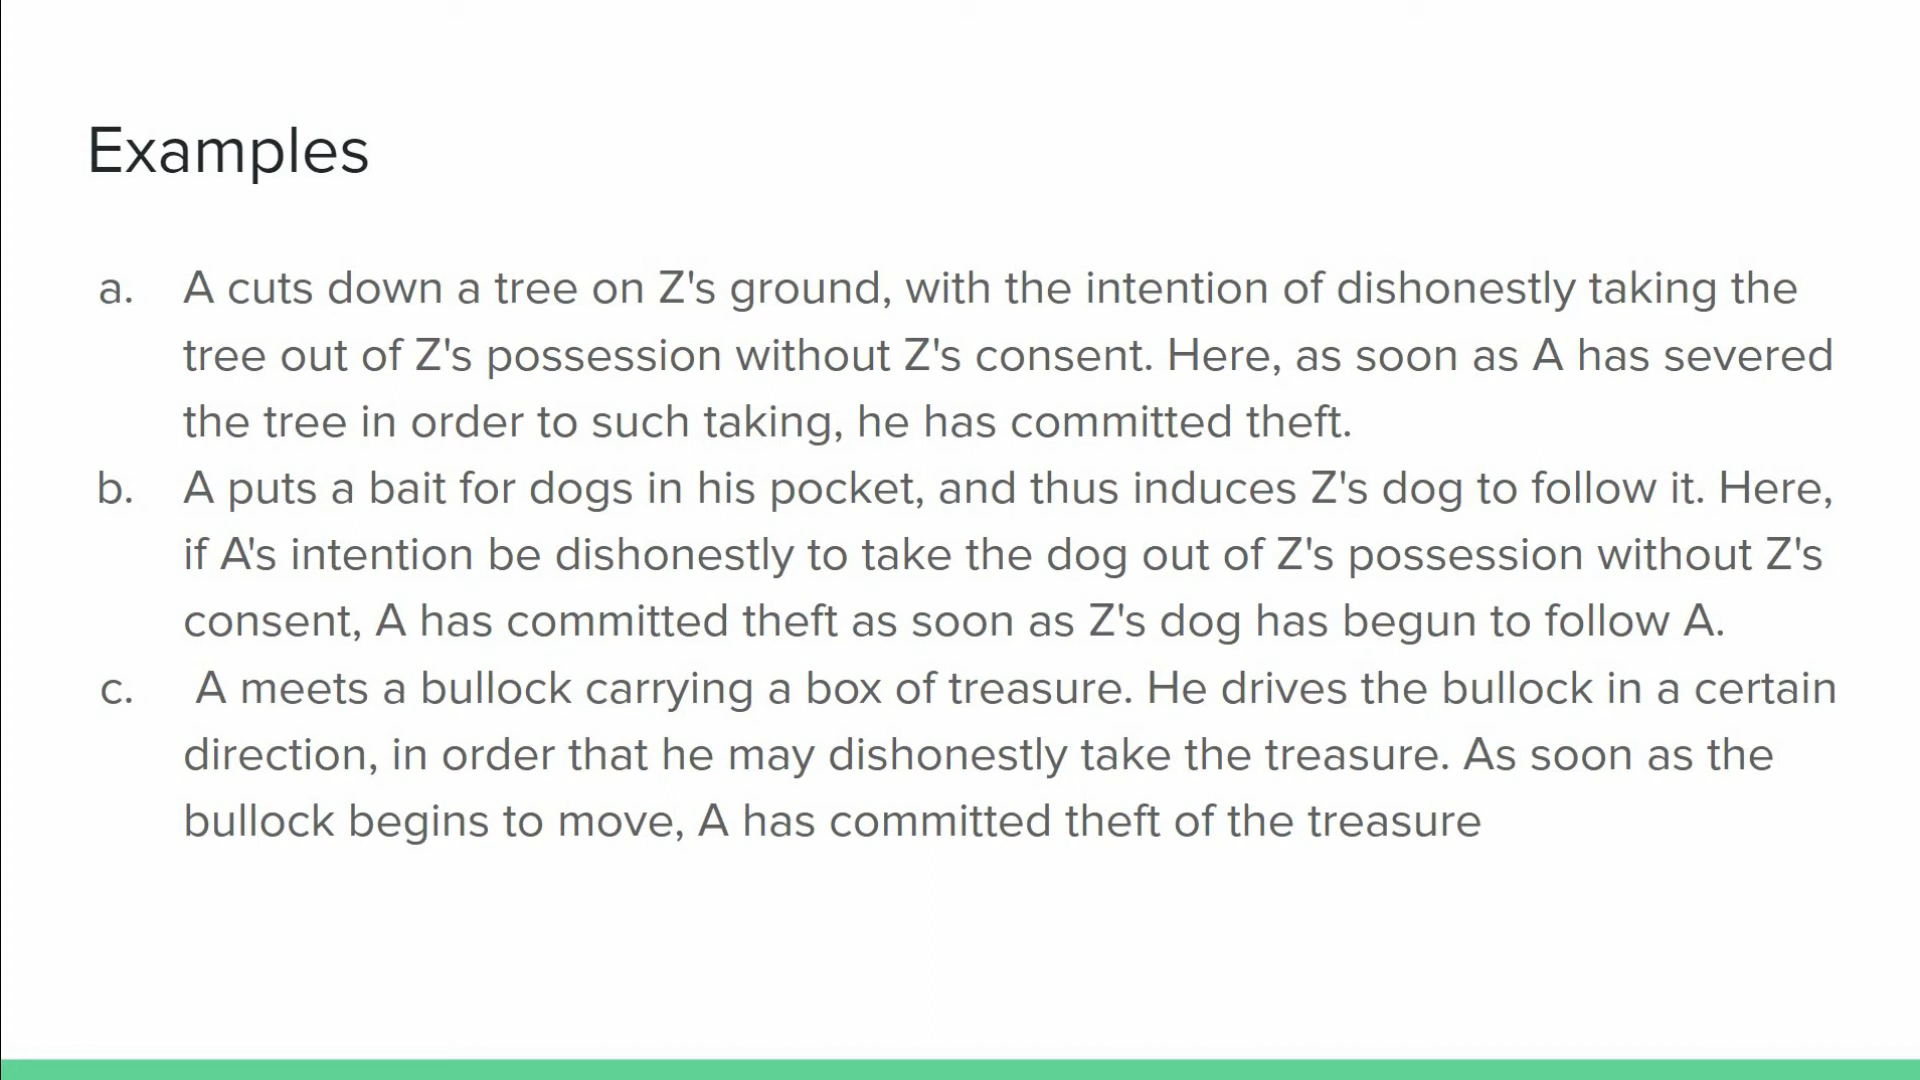 Examples
a. A cuts down a tree on Z's ground, with the intention of dishonestly taking the
tree out of Z's possession without Z's consent. Here, as soon as A has severed
the tree in order to such taking, he has committed theft.
b. A puts a bait for dogs in his pocket, and thus induces Z's dog to follow it. Here,
if A's intention be dishonestly to take the dog out of Z's possession without Z's
consent, A has committed theft as soon as Z's dog has begun to follow A.
c. A meets a bullock carrying a box of treasure. He drives the bullock in a certain
direction, in order that he may dishonestly take the treasure. As soon as the
bullock begins to move, A has committed theft of the treasure